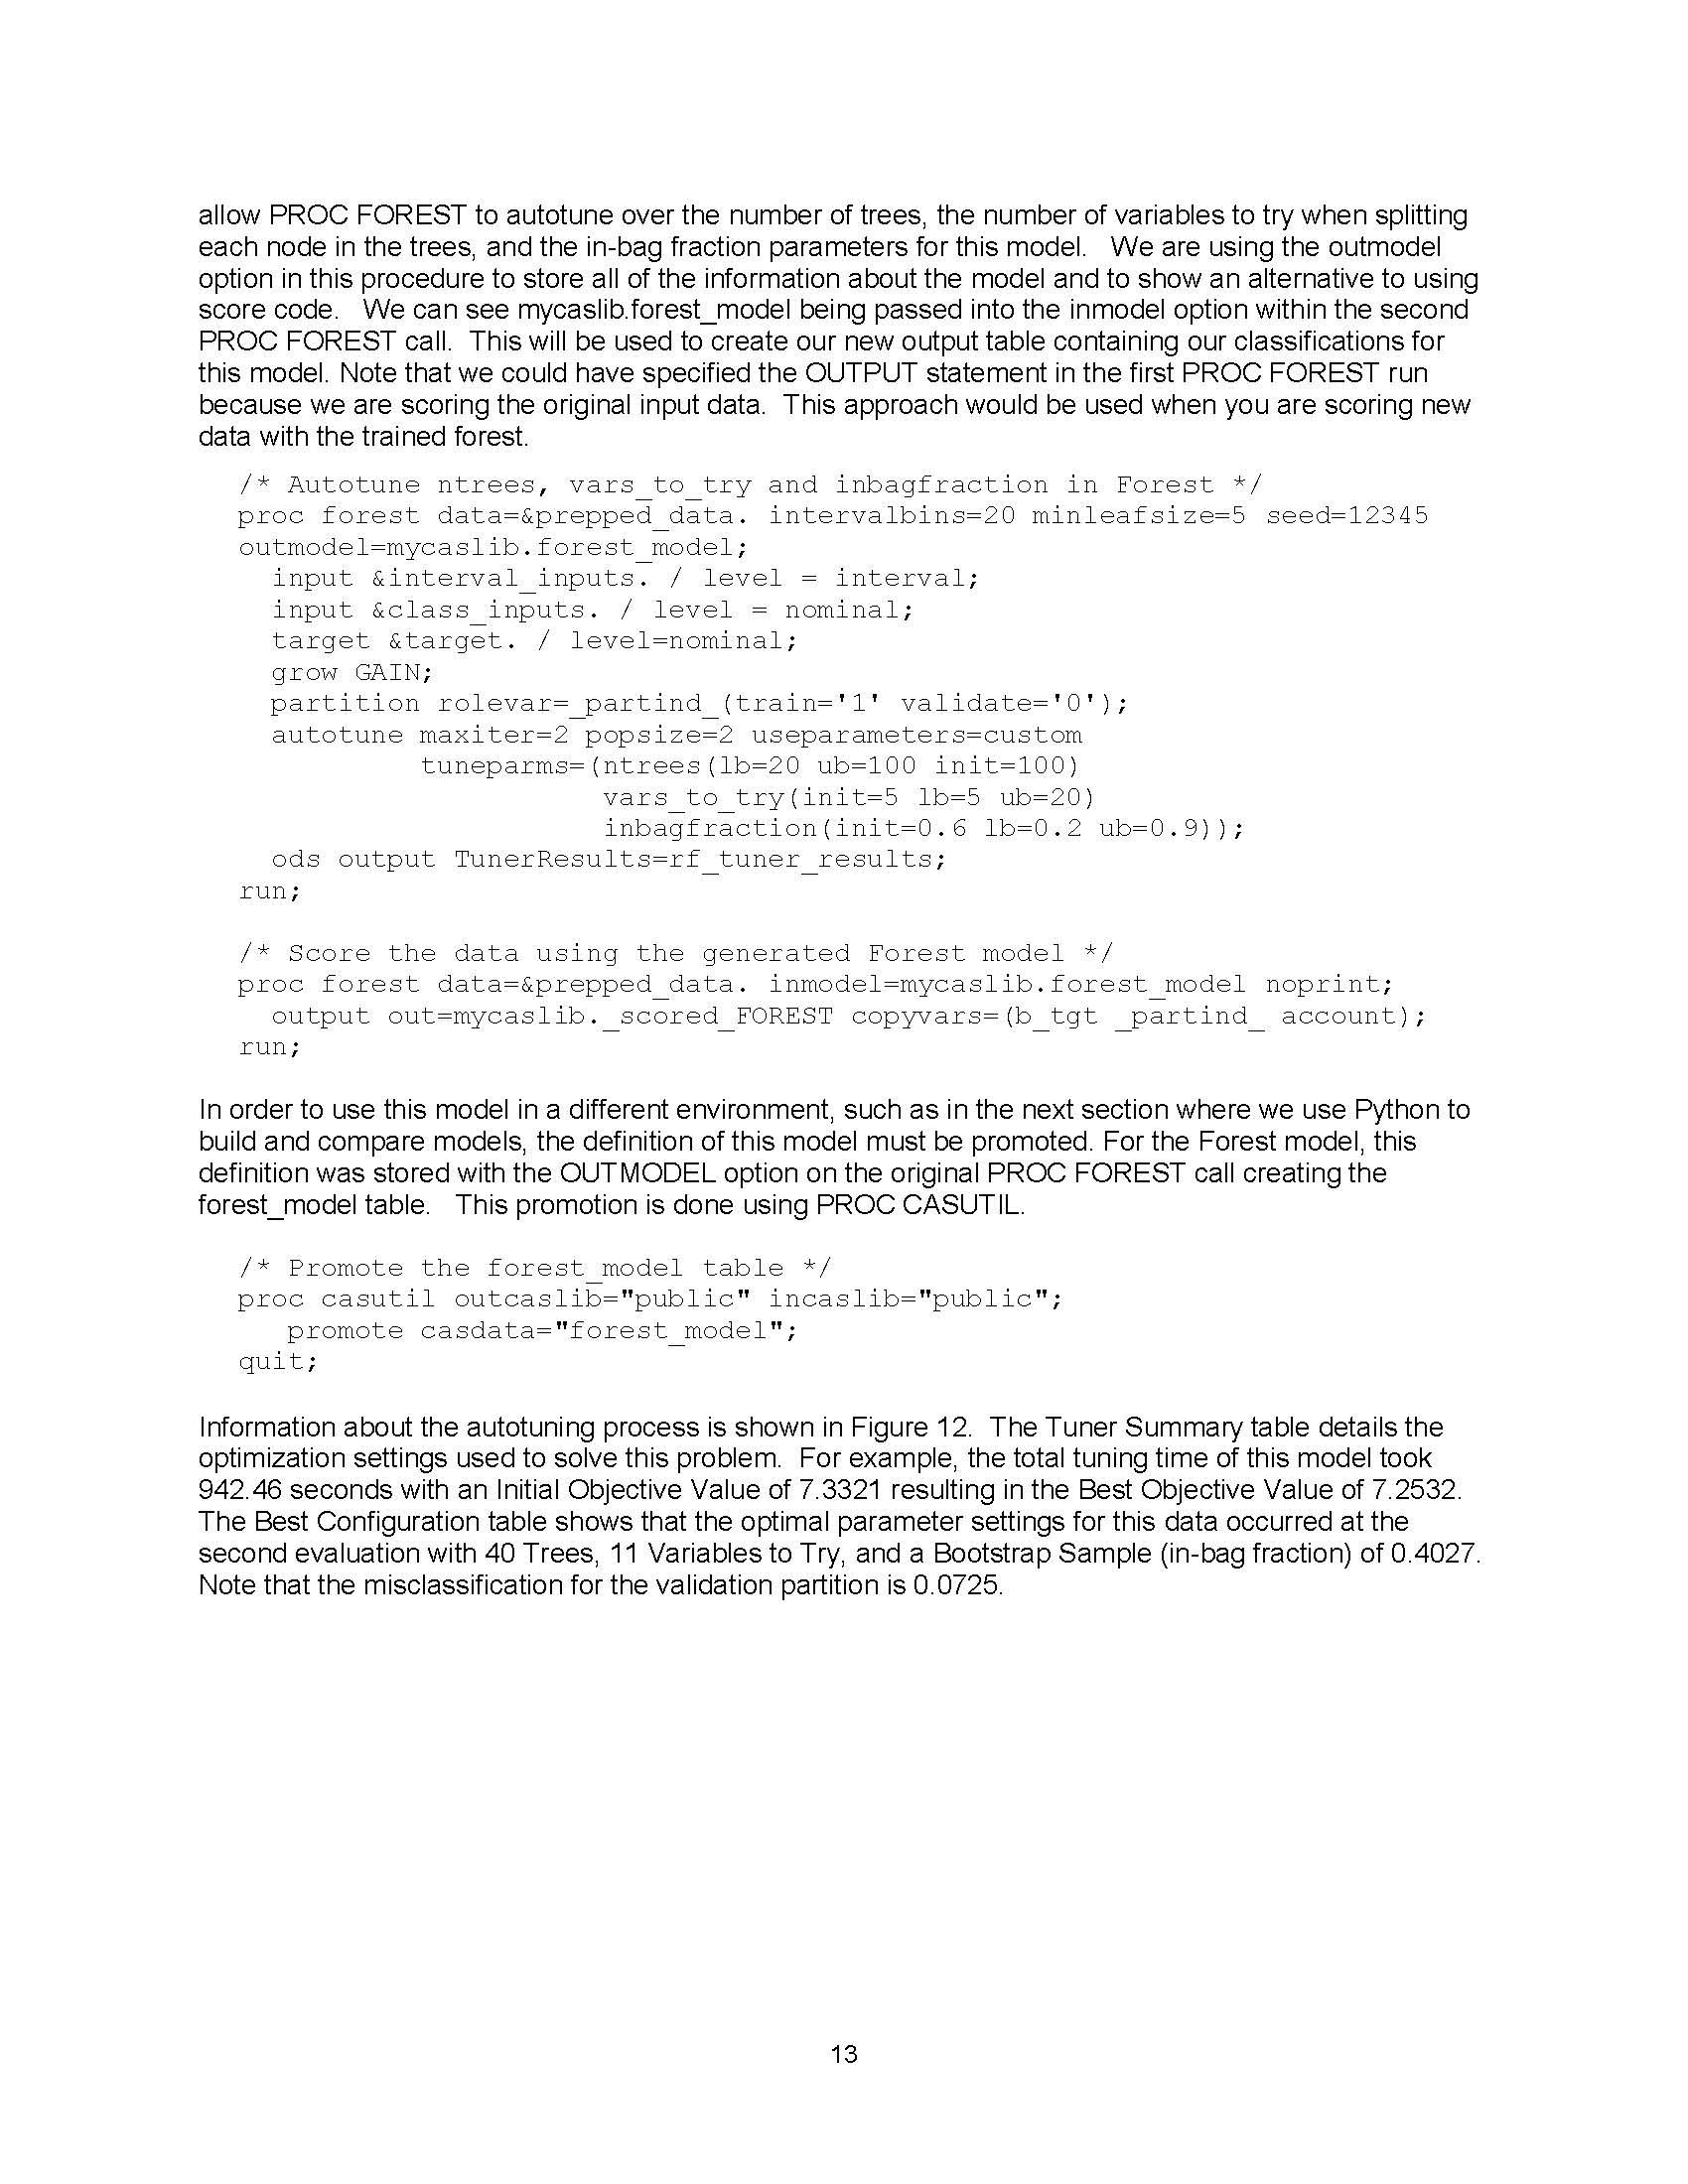 allow PROC FOREST to autotune over the number of trees, the number of variables to try when splitting
each node in the trees, and the in-bag fraction parameters for this model.   We are using the outmodel
option in this procedure to store all of the information about the model and to show an alternative to using
score code.   We can see mycaslib.forest_model being passed into the inmodel option within the second
PROC FOREST call.  This will be used to create our new output table containing our classifications for
this model. Note that we could have specified the OUTPUT statement in the first PROC FOREST run
because we are scoring the original input data.  This approach would be used when you are scoring new
data with the trained forest.
/* Autotune ntrees, vars_to_try and inbagfraction in Forest */
proc forest data=&prepped_data. intervalbins=20 minleafsize=5 seed=12345
outmodel=mycaslib.forest_model;
  input &interval_inputs. / level = interval;
  input &class_inputs. / level = nominal;
  target &target. / level=nominal;
  grow GAIN;
  partition rolevar=_partind_(train='1' validate='0');
  autotune maxiter=2 popsize=2 useparameters=custom
           tuneparms=(ntrees(lb=20 ub=100 init=100)
                      vars_to_try(init=5 lb=5 ub=20)
                      inbagfraction(init=0.6 lb=0.2 ub=0.9));
  ods output TunerResults=rf_tuner_results;
run;
/* Score the data using the generated Forest model */
proc forest data=&prepped_data. inmodel=mycaslib.forest_model noprint;
  output out=mycaslib._scored_FOREST copyvars=(b_tgt _partind_ account);
run;
In order to use this model in a different environment, such as in the next section where we use Python to
build and compare models, the definition of this model must be promoted. For the Forest model, this
definition was stored with the OUTMODEL option on the original PROC FOREST call creating the
forest_model table.   This promotion is done using PROC CASUTIL.
/* Promote the forest_model table */
proc casutil outcaslib="public" incaslib="public";
   promote casdata="forest_model";
quit;
Information about the autotuning process is shown in Figure 12.  The Tuner Summary table details the
optimization settings used to solve this problem.  For example, the total tuning time of this model took
942.46 seconds with an Initial Objective Value of 7.3321 resulting in the Best Objective Value of 7.2532.
The Best Configuration table shows that the optimal parameter settings for this data occurred at the
second evaluation with 40 Trees, 11 Variables to Try, and a Bootstrap Sample (in-bag fraction) of 0.4027.
Note that the misclassification for the validation partition is 0.0725.
13